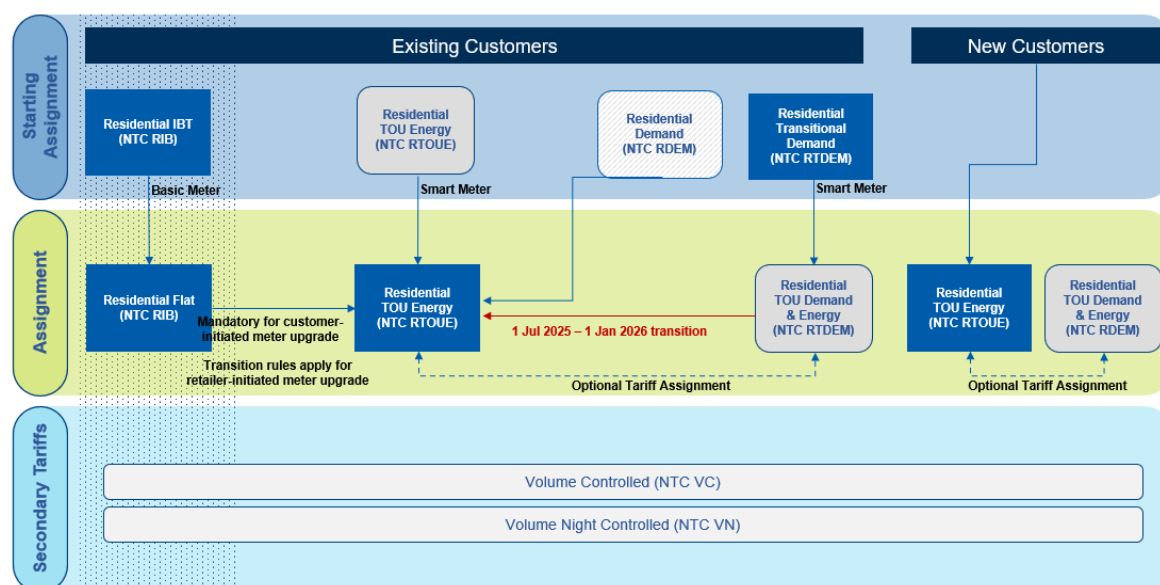 Existing Customers
New Customers
Starting
Assignment
Residential IBT
(NTC RIB)
Residential
TOU Energy
(NTC RTOUE)
Residential
Demand
(NTC RDEM)
Residential
Transitional
Demand
(NTC RTDEM)
Basic Meter
Smart Meter
Smart Meter
Assignment
Residential Flat
(NTC RIB)
Mandatory for customer-
initiated meter upgrade
Transition rules apply for
retailer-initiated meter upgrade
Residential
TOU Energy
(NTC RTOUE)
1 Jul 2025 – 1 Jan 2026 transition
Residential
TOU Demand
& Energy
(NTC RTDEM)
Optional Tariff Assignment
Residential
TOU Energy
(NTC RTOUE)
Residential
TOU Demand
& Energy
(NTC RDEM)
Optional Tariff Assignment
Secondary Tariffs
Volume Controlled (NTC VC)
Volume Night Controlled (NTC VN)